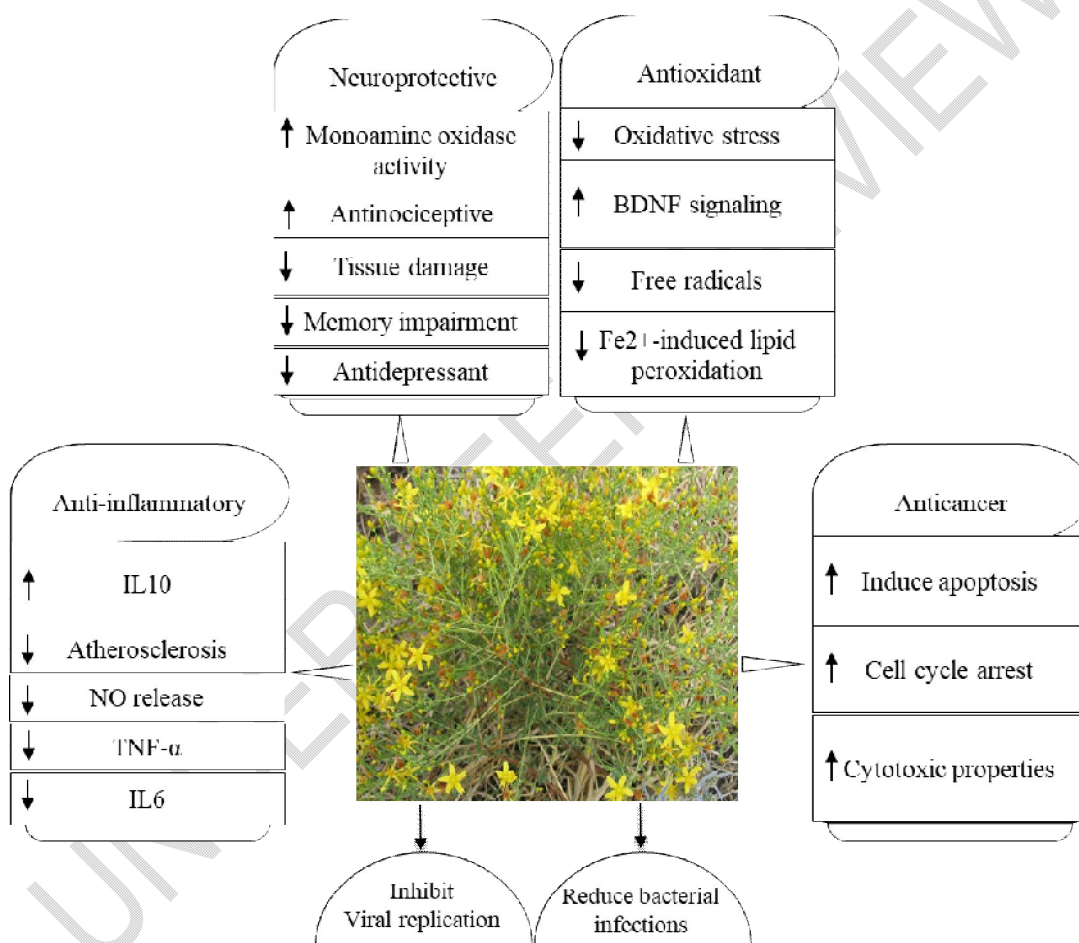 Neuroprotective
↑ Monoamine oxidase
activity
↑ Antinociceptive
↓ Tissue damage
↓ Memory impairment
↓ Antidepressant
Antioxidant
↓ Oxidative stress
↑ BDNF signaling
↓ Free radicals
↓ Fe2+-induced lipid
peroxidation
Anti-inflammatory
↑ IL10
↓ Atherosclerosis
↓ NO release
↓ TNF-α
↓ IL6
Anticancer
↑ Induce apoptosis
↑ Cell cycle arrest
↑ Cytotoxic properties
Inhibit
Viral replication
Reduce bacterial
infections